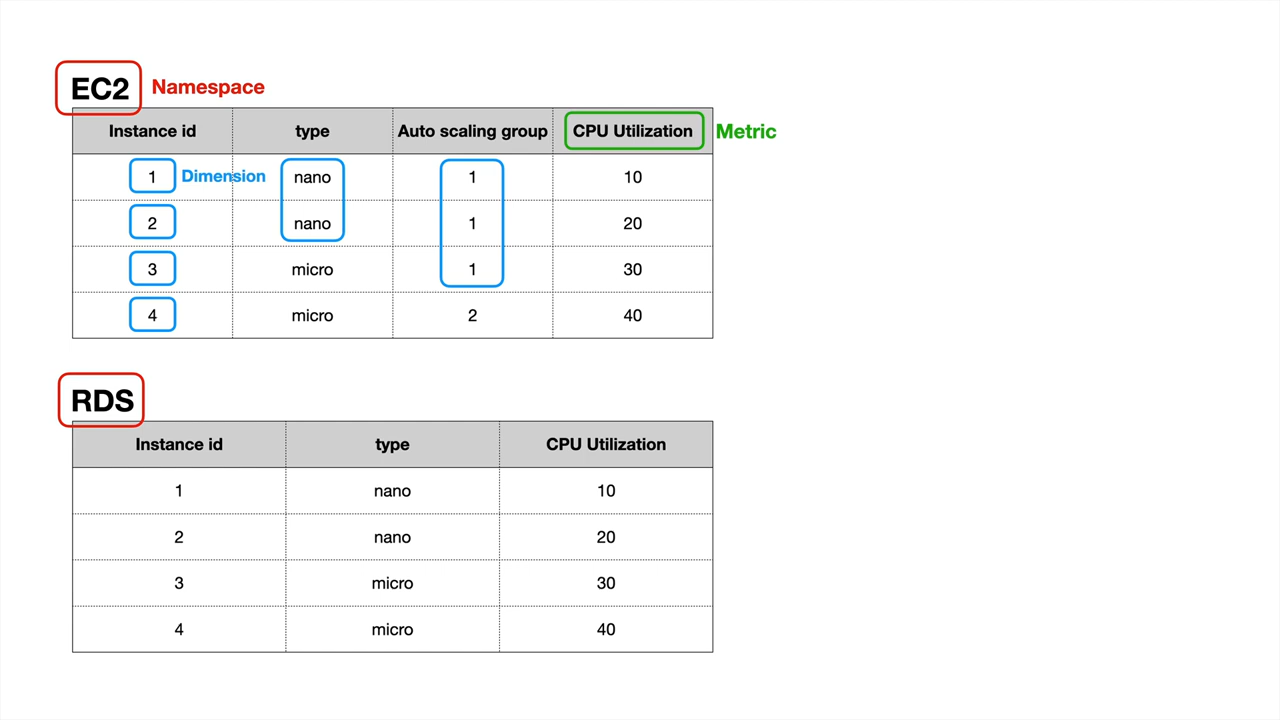 EC2 Namespace
Instance id type Auto scaling group CPU Utilization Metric
1 Dimension nano 1 10
2 nano 1 20
3 micro 1 30
4 micro 2 40
RDS
Instance id type CPU Utilization
1 nano 10
2 nano 20
3 micro 30
4 micro 40